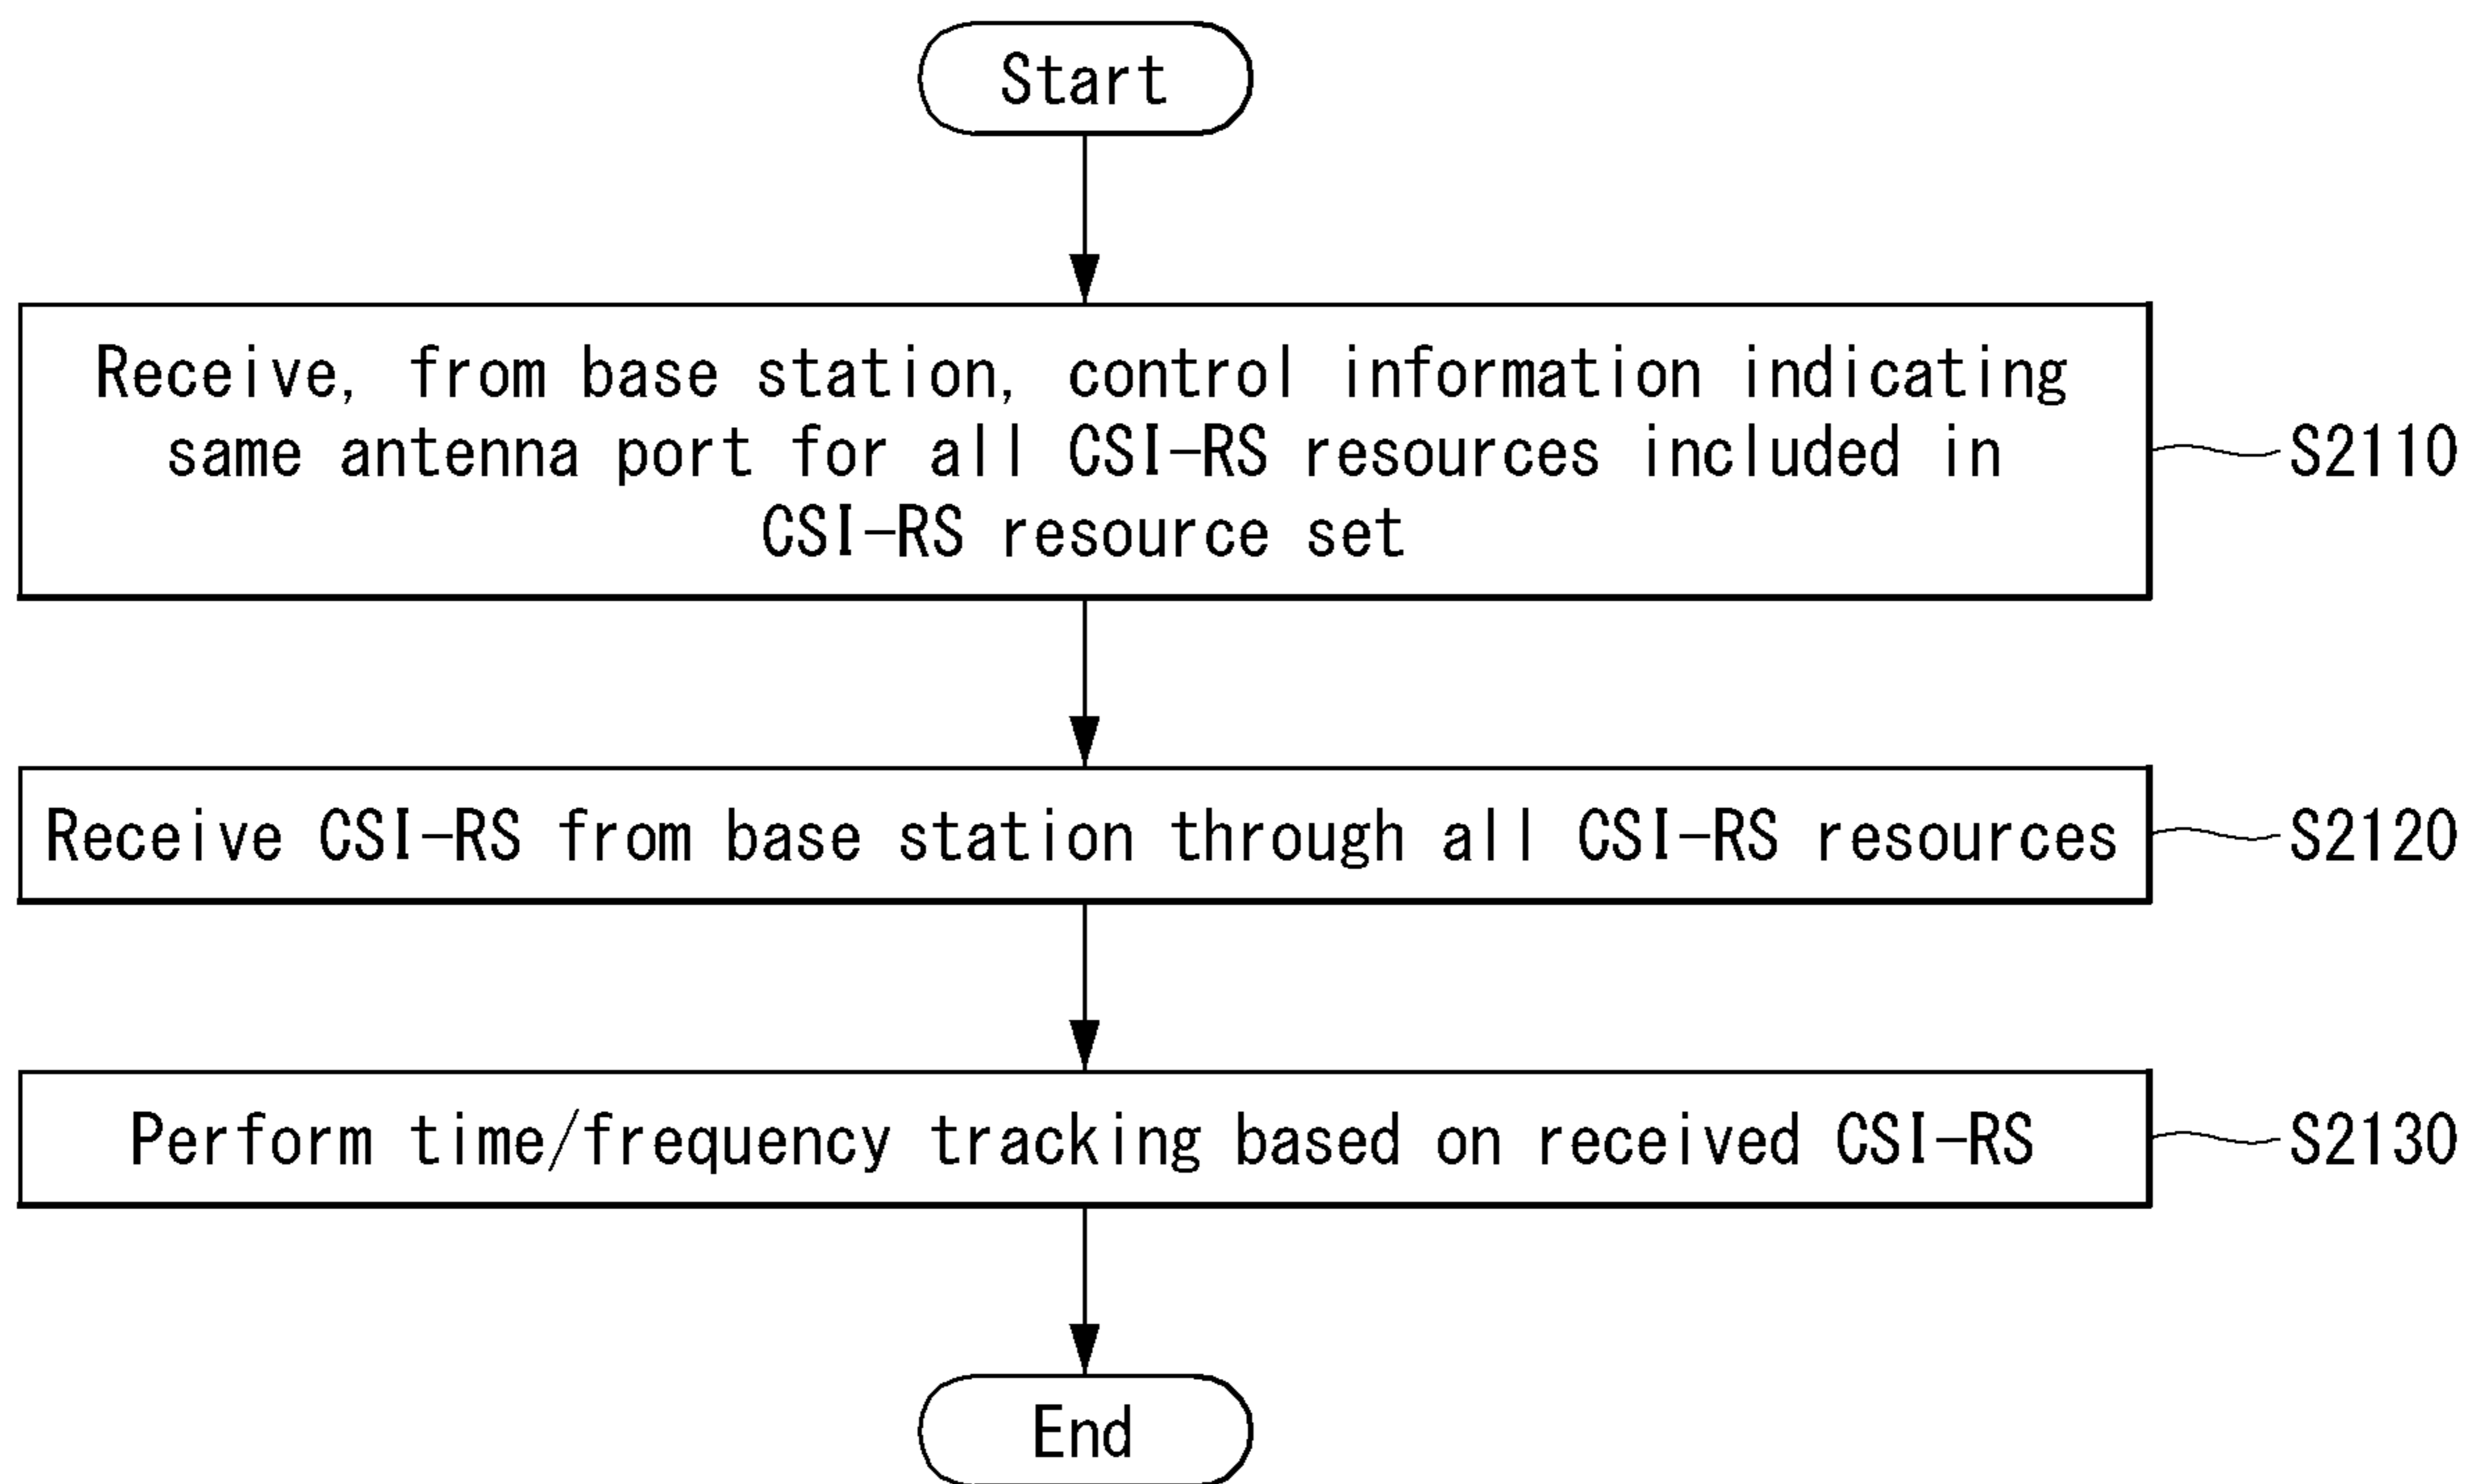 Start
Receive, from base station, control information indicating
same antenna port for all CSI-RS resources included in
CSI-RS resource set
S2110
Receive CSI-RS from base station through all CSI-RS resources
S2120
Perform time/frequency tracking based on received CSI-RS
S2130
End